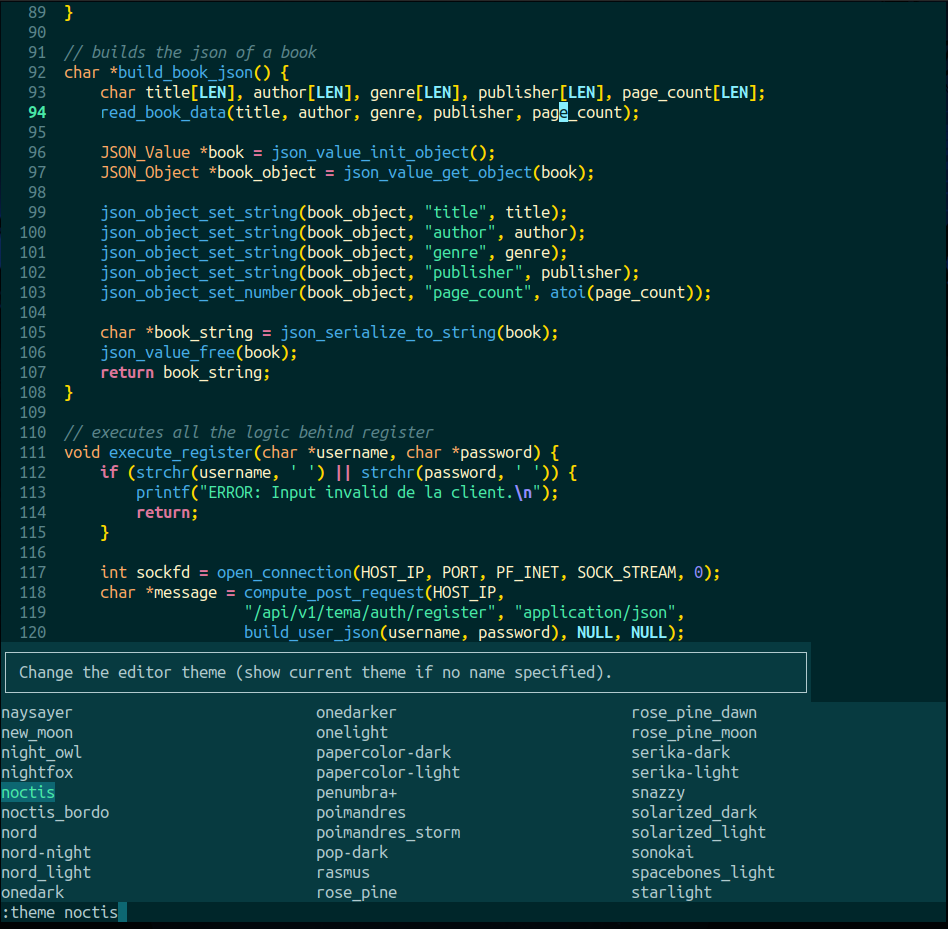 89 }
90
91 // builds the json of a book
92 char *build_book_json() {
93     char title[LEN], author[LEN], genre[LEN], publisher[LEN], page_count[LEN];
94     read_book_data(title, author, genre, publisher, page_count);
95
96     JSON_Value *book = json_value_init_object();
97     JSON_Object *book_object = json_value_get_object(book);
98
99     json_object_set_string(book_object, "title", title);
100     json_object_set_string(book_object, "author", author);
101     json_object_set_string(book_object, "genre", genre);
102     json_object_set_string(book_object, "publisher", publisher);
103     json_object_set_number(book_object, "page_count", atoi(page_count));
104
105     char *book_string = json_serialize_to_string(book);
106     json_value_free(book);
107     return book_string;
108 }
109
110 // executes all the logic behind register
111 void execute_register(char *username, char *password) {
112     if (strchr(username, ' ') || strchr(password, ' ')) {
113         printf("ERROR: Input invalid de la client.\n");
114         return;
115     }
116
117     int sockfd = open_connection(HOST_IP, PORT, PF_INET, SOCK_STREAM, 0);
118     char *message = compute_post_request(HOST_IP,
119                     "/api/v1/tema/auth/register", "application/json",
120                     build_user_json(username, password), NULL, NULL);
Change the editor theme (show current theme if no name specified).
naysayer onedarker rose_pine_dawn
new_moon onelight rose_pine_moon
night_owl papercolor-dark serika-dark
nightfox papercolor-light serika-light
noctis penumbra+ snazzy
noctis_bordo poimandres solarized_dark
nord poimandres_storm solarized_light
nord-night pop-dark sonokai
nord_light rasmus spacebones_light
onedark rose_pine starlight
:theme noctis